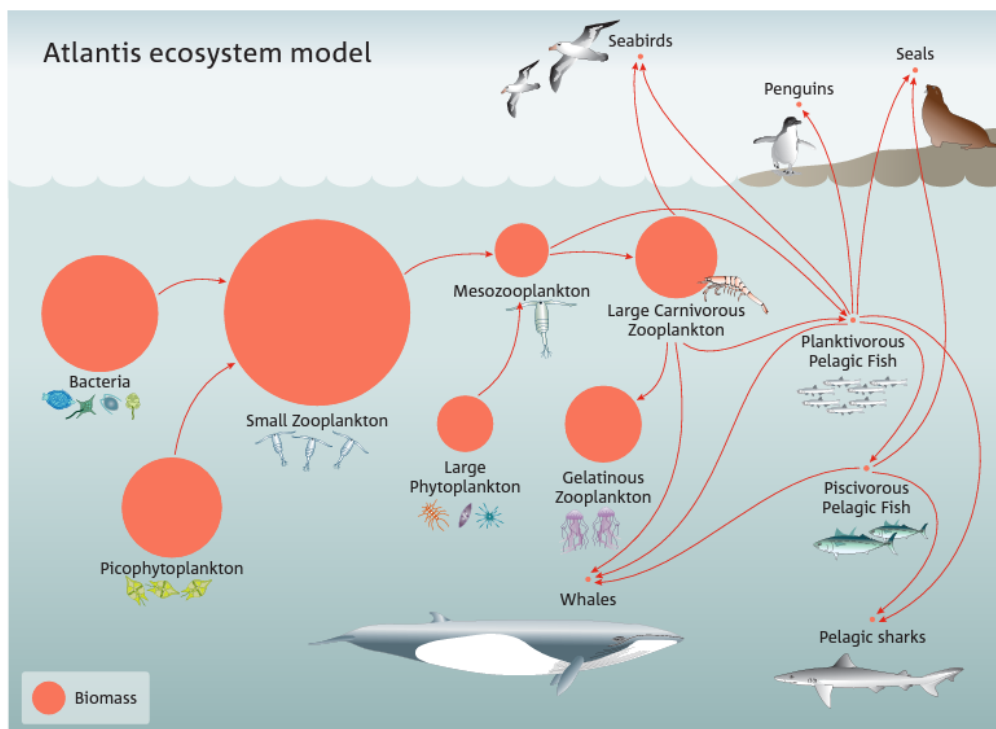 Atlantis ecosystem model
Seabirds
Seals
Penguins
Mesozooplankton
Large Carnivorous
Zooplankton
Planktivorous
Pelagic Fish
Bacteria
Small Zooplankton
Large
Phytoplankton
Gelatinous
Zooplankton
Piscivorous
Pelagic Fish
Picophytoplankton
Whales
Pelagic sharks
Biomass